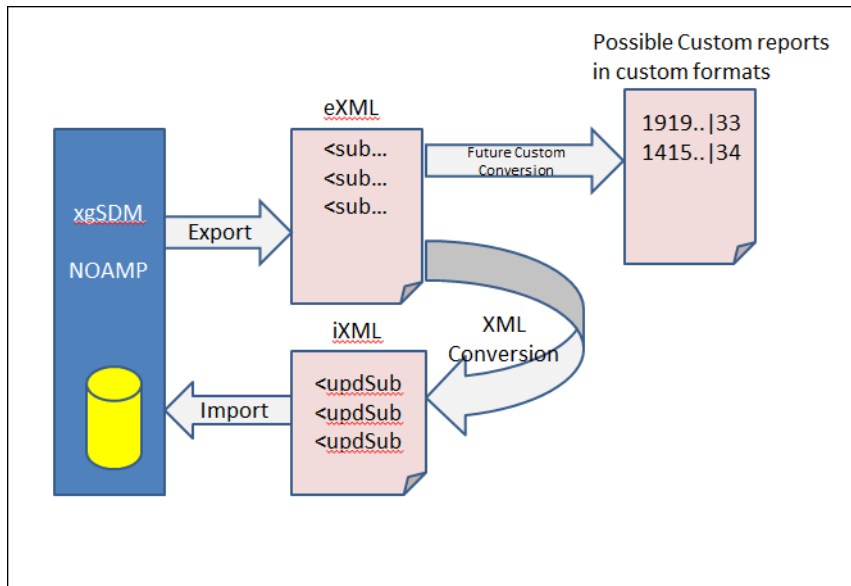 Possible Custom reports
in custom formats
eXML
<sub...
<sub...
<sub...
Future Custom
Conversion
1919..|33
1415..|34
xgSDM
NOAMP
Export
XML
Conversion
iXML
<updSub
<updSub
<updSub
Import